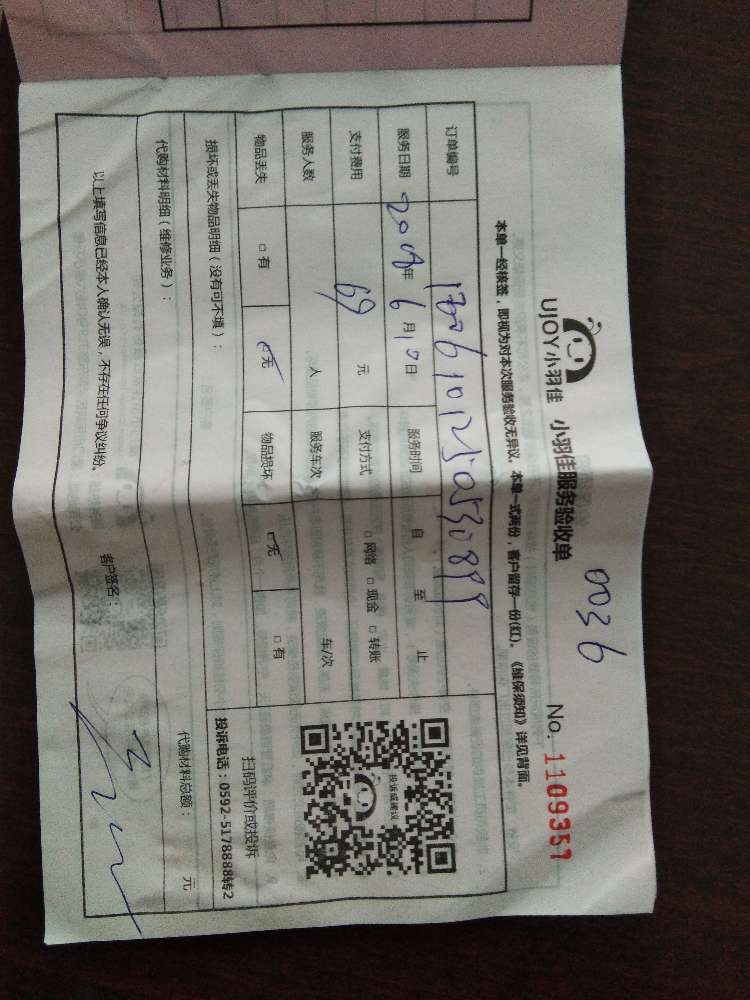 UJOY小羽佳 小羽佳服务验收单 0036 No. 1109357
本单一经核签，即视为对本次服务验收无异议。本单一式两份，客户留存一份(红)。《维保须知》详见背面。
订单编号
服务日期 2018年 6月10日 服务时间 自 至 止
支付费用 69 元 支付方式 □网络 □现金 □转账
服务人数 人 服务车次 车/次
物品丢失 □有 □无 物品损坏 □无 □有
损坏或丢失物品明细（没有可不填）：
代购材料明细（维修业务）： 代购材料总额： 元
以上填写信息已经本人确认无误，不存在任何争议纠纷。 客户签名：
投诉或建议
扫码评价或投诉
投诉电话：0592-5178888转2